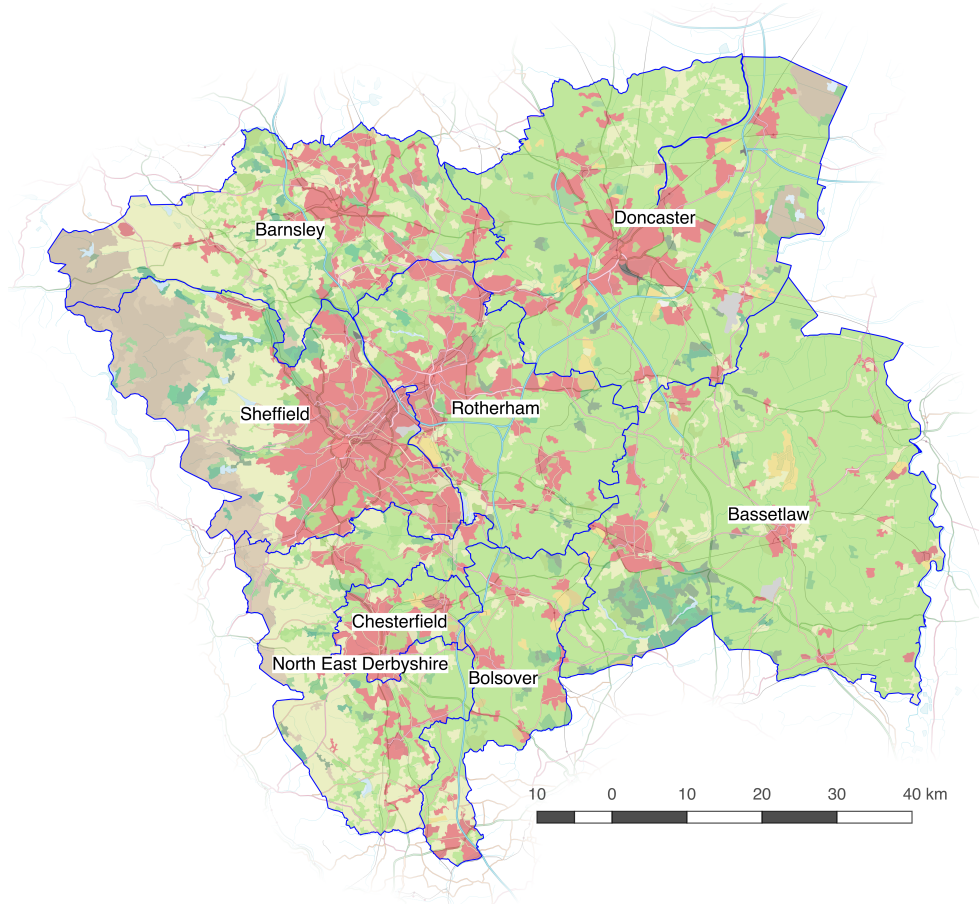 Doncaster
Barnsley
Rotherham
Sheffield
Bassetlaw
Chesterfield
North East Derbyshire
Bolsover
10 0 10 20 30 40 km